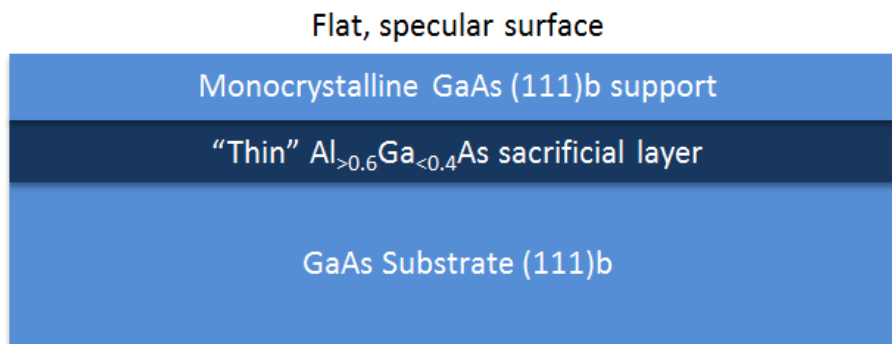 Flat, specular surface
Monocrystalline GaAs (111)b support
“Thin” Al>0.6Ga<0.4As sacrificial layer
GaAs Substrate (111)b